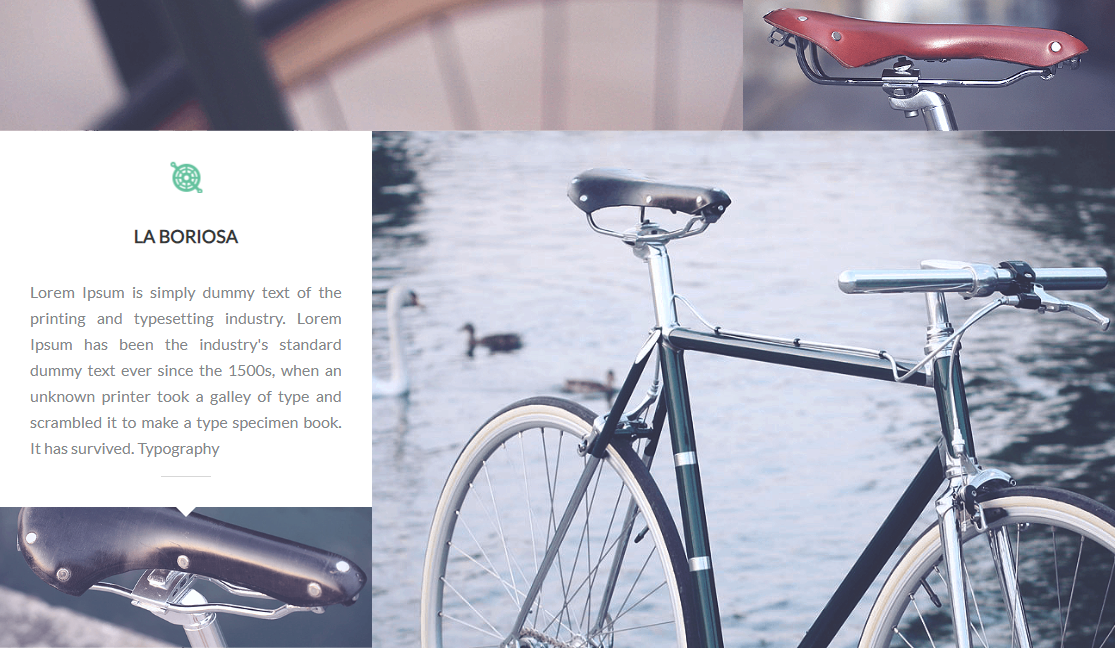 LA BORIOSA
Lorem Ipsum is simply dummy text of the
printing and typesetting industry. Lorem
Ipsum has been the industry's standard
dummy text ever since the 1500s, when an
unknown printer took a galley of type and
scrambled it to make a type specimen book.
It has survived. Typography